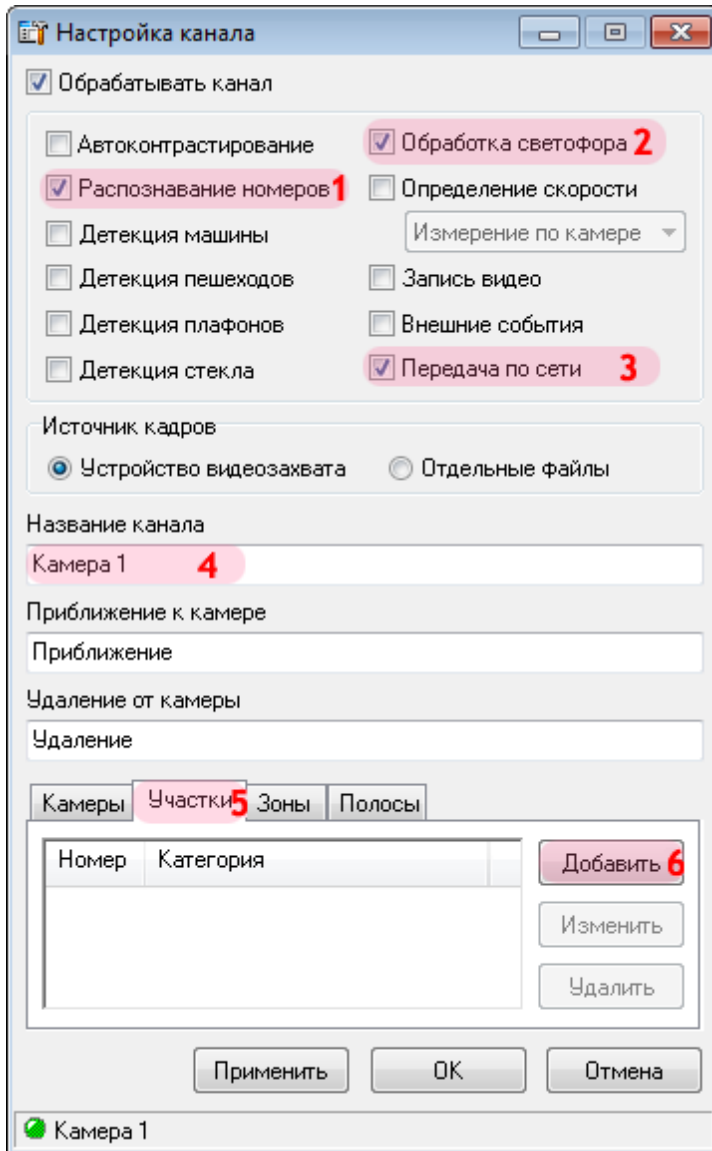 Настройка канала
Обрабатывать канал
Автоконтрастирование
Обработка светофора 2
Распознавание номеров 1
Определение скорости
Детекция машины
Измерение по камере
Детекция пешеходов
Запись видео
Детекция плафонов
Внешние события
Детекция стекла
Передача по сети 3
Источник кадров
Устройство видеозахвата
Отдельные файлы
Название канала
Камера 1 4
Приближение к камере
Приближение
Удаление от камеры
Удаление
Камеры Участки 5 Зоны Полосы
Номер Категория
Добавить 6
Изменить
Удалить
Применить OK Отмена
Камера 1